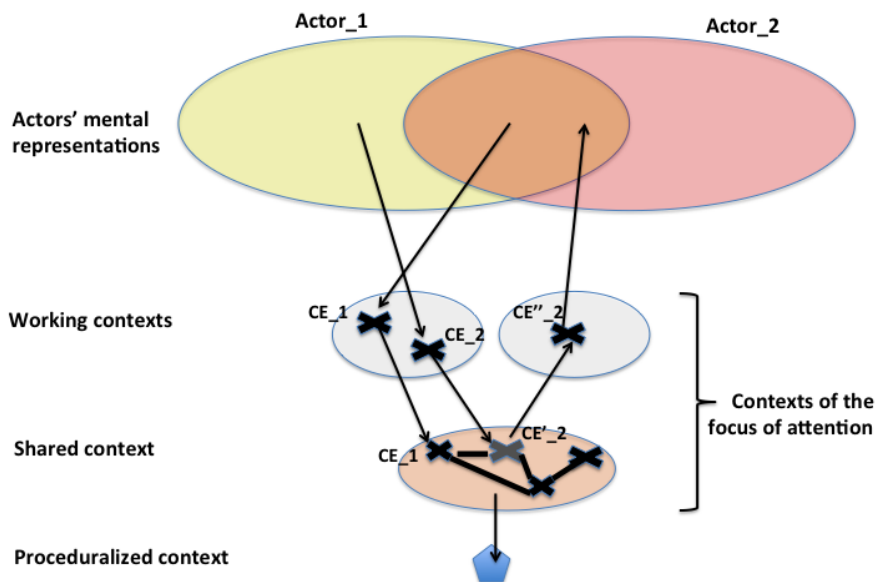 Actor_1
Actor_2
Actors’ mental
representations
Working contexts
CE_1
CE_2
CE’’_2
Contexts of the
focus of attention
Shared context
CE_1
CE’_2
Proceduralized context